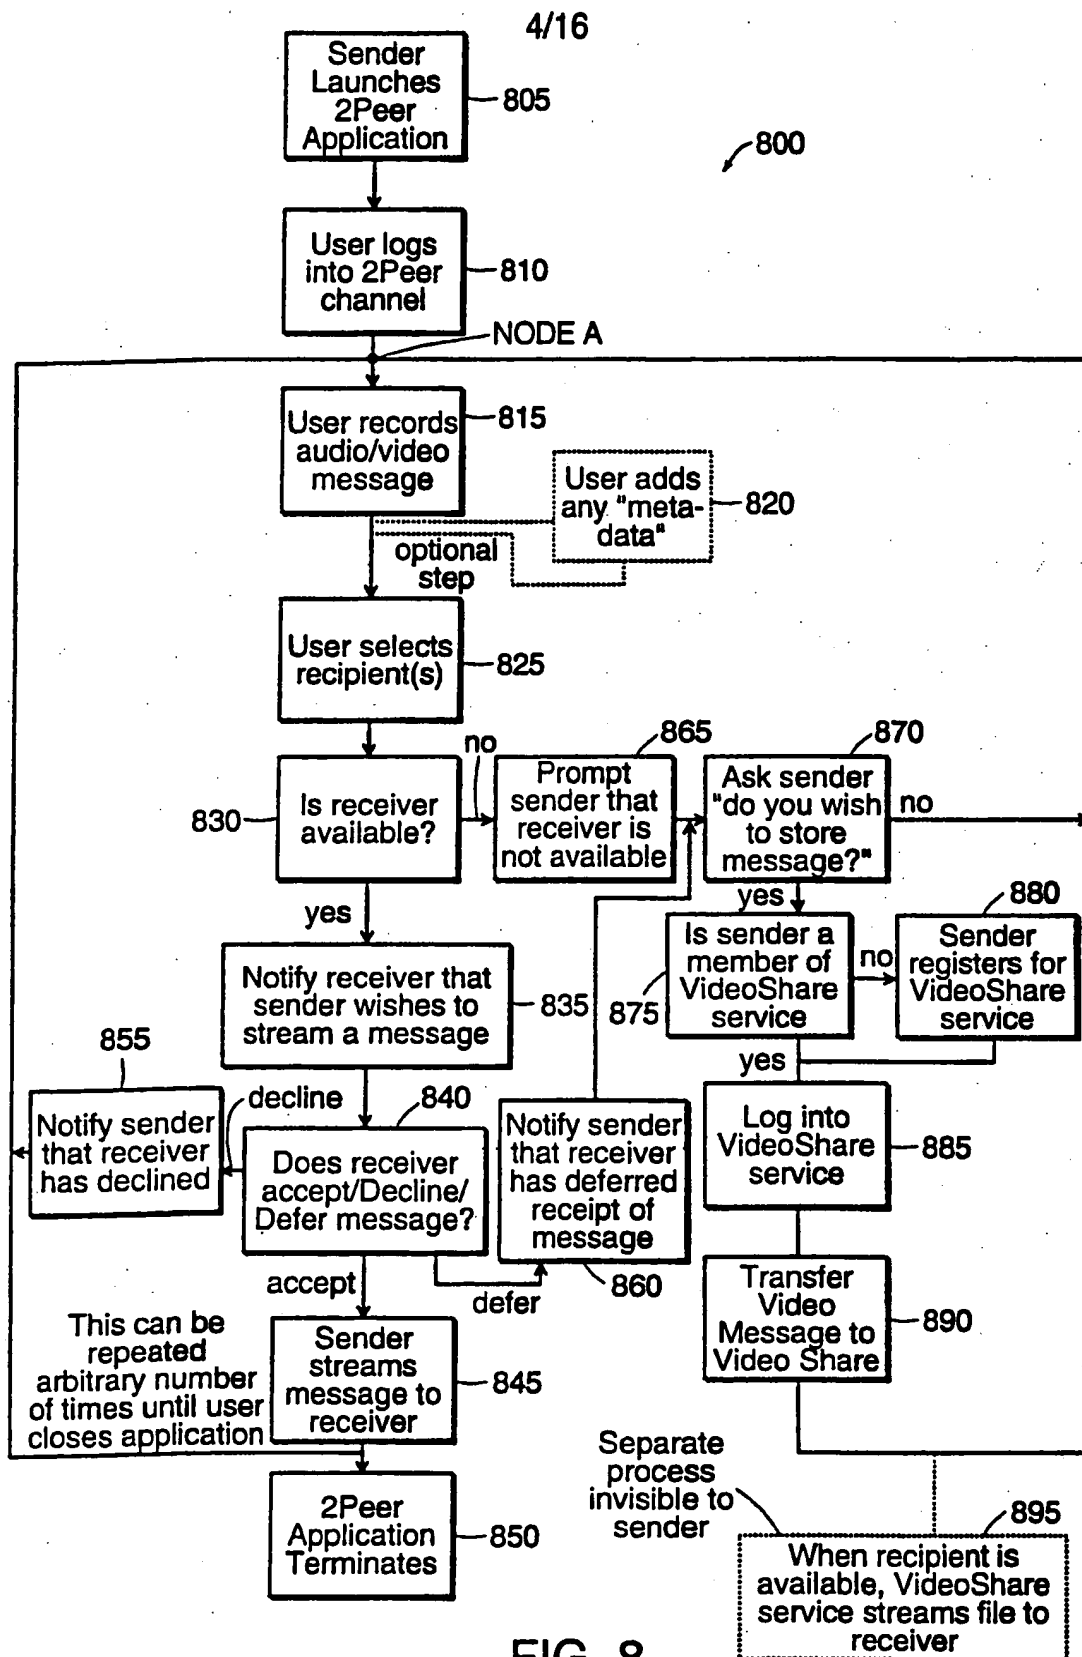 4/16
Sender
Launches
2Peer
Application
805
800
User logs
into 2Peer
channel
810
NODE A
User records
audio/video
message
815
User adds
any "meta-
data"
820
optional
step
User selects
recipient(s)
825
Is receiver
available?
830
no
Prompt
sender that
receiver is
not available
865
Ask sender
"do you wish
to store
message?"
870
no
yes
yes
Is sender a
member of
VideoShare
service
875
no
Sender
registers for
VideoShare
service
880
Notify receiver that
sender wishes to
stream a message
835
yes
855
Notify sender
that receiver
has declined
decline
840
Does receiver
accept/Decline/
Defer message?
Notify sender
that receiver
has deferred
receipt of
message
860
Log into
VideoShare
service
885
accept
defer
Transfer
Video
Message to
Video Share
890
This can be
repeated
arbitrary number
of times until user
closes application
Sender
streams
message to
receiver
845
Separate
process
invisible to
sender
2Peer
Application
Terminates
850
895
When recipient is
available, VideoShare
service streams file to
receiver
FIG. 8